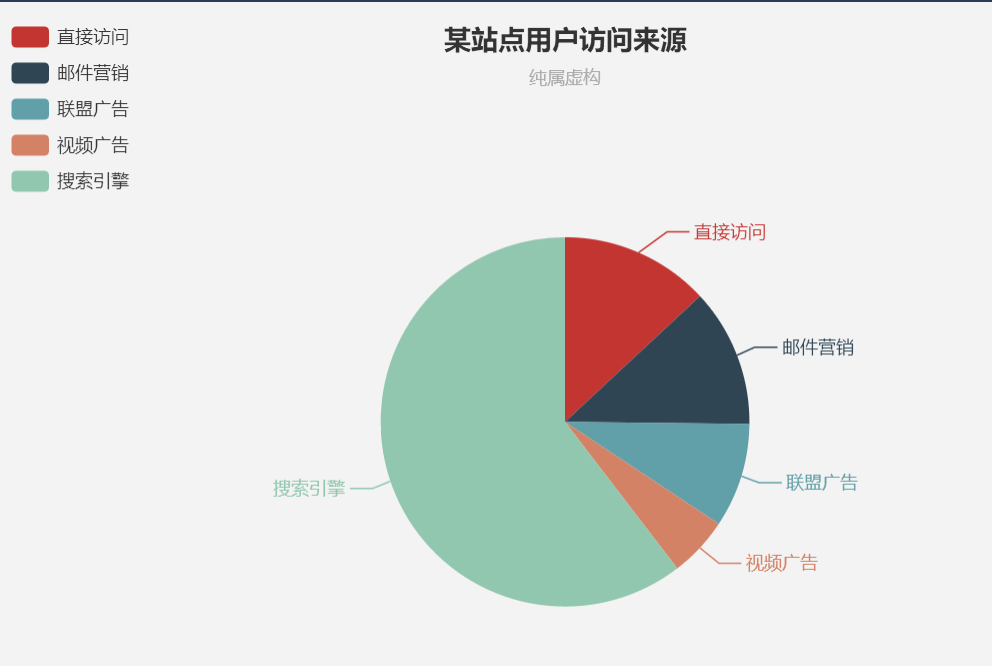 某站点用户访问来源
纯属虚构
直接访问
邮件营销
联盟广告
视频广告
搜索引擎
直接访问
邮件营销
联盟广告
视频广告
搜索引擎